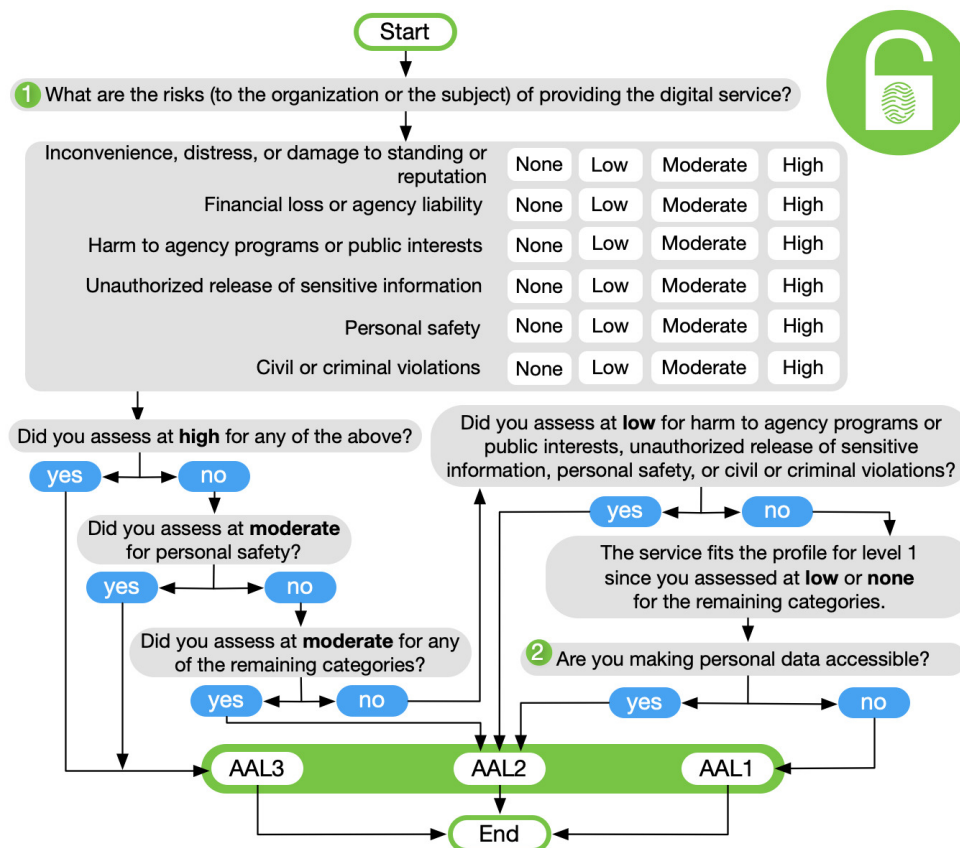 Start
1 What are the risks (to the organization or the subject) of providing the digital service?
Inconvenience, distress, or damage to standing or
reputation
None Low Moderate High
Financial loss or agency liability None Low Moderate High
Harm to agency programs or public interests None Low Moderate High
Unauthorized release of sensitive information None Low Moderate High
Personal safety None Low Moderate High
Civil or criminal violations None Low Moderate High
Did you assess at high for any of the above?
yes no
Did you assess at moderate
for personal safety?
yes no
Did you assess at moderate for any
of the remaining categories?
yes no
Did you assess at low for harm to agency programs or
public interests, unauthorized release of sensitive
information, personal safety, or civil or criminal violations?
yes no
The service fits the profile for level 1
since you assessed at low or none
for the remaining categories.
2 Are you making personal data accessible?
yes no
AAL3 AAL2 AAL1
End